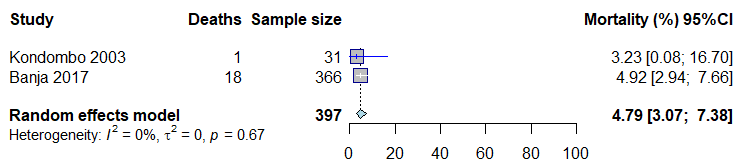 Study Deaths Sample size Mortality (%) 95%CI
Kondombo 2003 1 31 3.23 [0.08; 16.70]
Banja 2017 18 366 4.92 [2.94; 7.66]
Random effects model 397 4.79 [3.07; 7.38]
Heterogeneity: I² = 0%, τ² = 0, p = 0.67
0 20 40 60 80 100